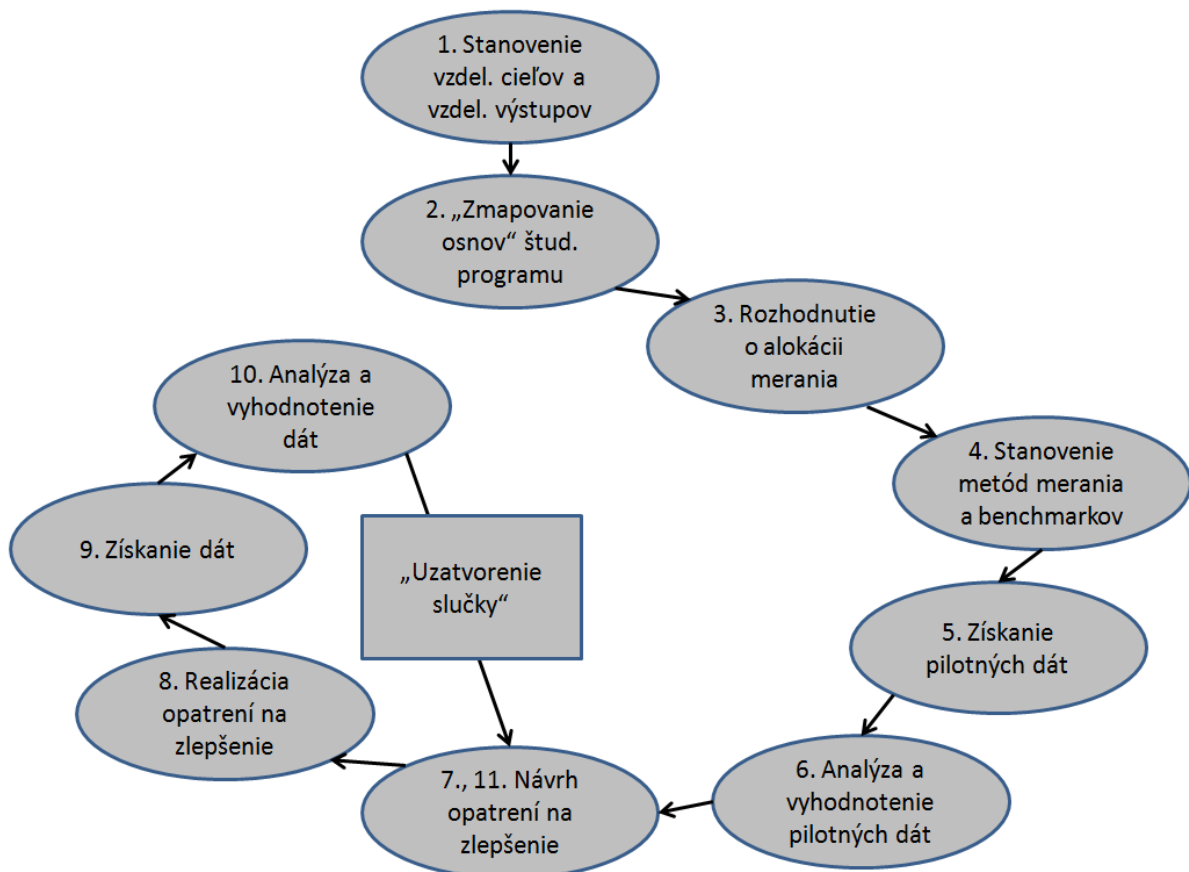 1. Stanovenie
vzdel. cieľov a
vzdel. výstupov
2. „Zmapovanie
osnov“ štud.
programu
3. Rozhodnutie
o alokácii
merania
4. Stanovenie
metód merania
a benchmarkov
5. Získanie
pilotných dát
6. Analýza a
vyhodnotenie
pilotných dát
7., 11. Návrh
opatrení na
zlepšenie
8. Realizácia
opatrení na
zlepšenie
9. Získanie dát
10. Analýza a
vyhodnotenie
dát
„Uzatvorenie
slučky“